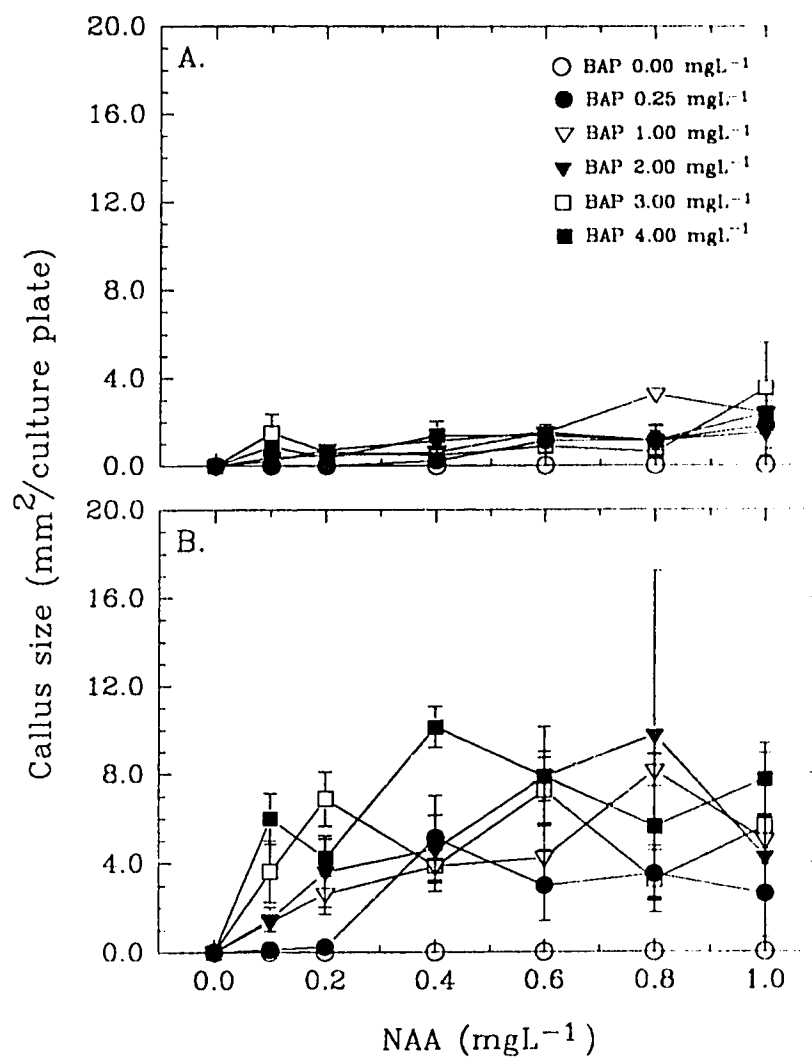 Callus size (mm²/culture plate)
A.
20.0
16.0
12.0
8.0
4.0
0.0
BAP 0.00 mgL⁻¹
BAP 0.25 mgL⁻¹
BAP 1.00 mgL⁻¹
BAP 2.00 mgL⁻¹
BAP 3.00 mgL⁻¹
BAP 4.00 mgL⁻¹
B.
20.0
16.0
12.0
8.0
4.0
0.0
0.0 0.2 0.4 0.6 0.8 1.0
NAA (mgL⁻¹)